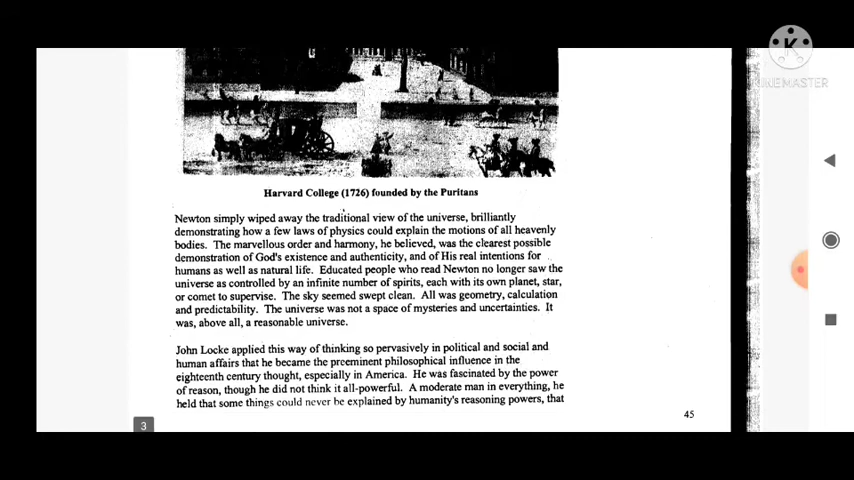 KINEMASTER
Harvard College (1726) founded by the Puritans
Newton simply wiped away the traditional view of the universe, brilliantly
demonstrating how a few laws of physics could explain the motions of all heavenly
bodies. The marvellous order and harmony, he believed, was the clearest possible
demonstration of God's existence and authenticity, and of His real intentions for
humans as well as natural life. Educated people who read Newton no longer saw the
universe as controlled by an infinite number of spirits, each with its own planet, star,
or comet to supervise. The sky seemed swept clean. All was geometry, calculation
and predictability. The universe was not a space of mysteries and uncertainties. It
was, above all, a reasonable universe.
John Locke applied this way of thinking so pervasively in political and social and
human affairs that he became the preeminent philosophical influence in the
eighteenth century thought, especially in America. He was fascinated by the power
of reason, though he did not think it all-powerful. A moderate man in everything, he
held that some things could never be explained by humanity's reasoning powers, that
45
3